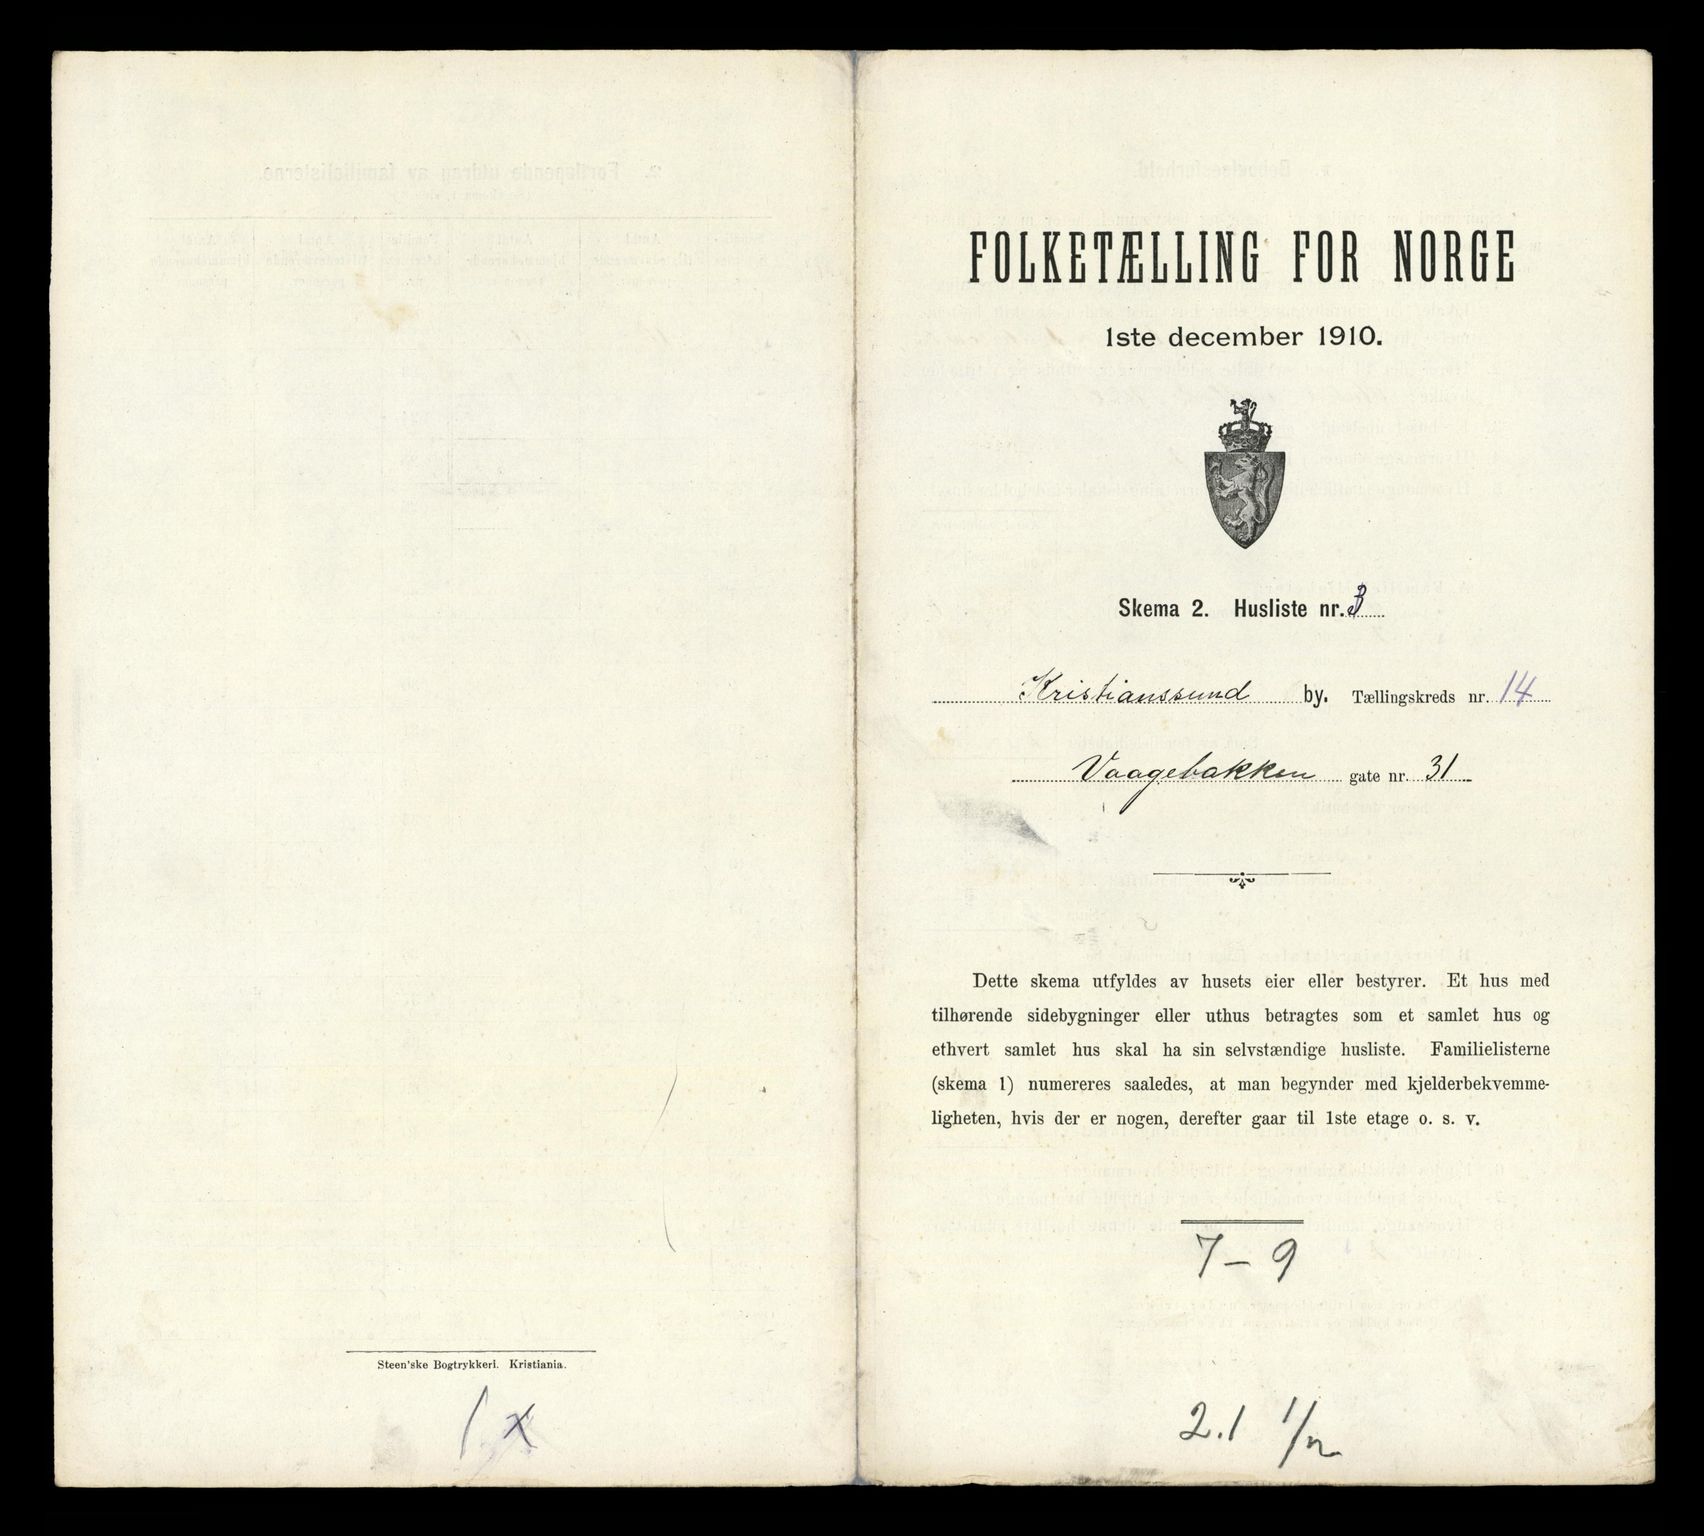 FOLKETÆLLING FOR NORGE
1ste december 1910.
Skema 2. Husliste nr. 3
Kristianssund by. Tællingskreds nr. 14
Vaagebakken gate nr. 31
Dette skema utfyldes av husets eier eller bestyrer. Et hus med
tilhørende sidebygninger eller uthus betragtes som et samlet hus og
ethvert samlet hus skal ha sin selvstændige husliste. Familielisterne
(skema 1) numereres saaledes, at man begynder med kjelderbekvemme-
ligheten, hvis der er nogen, derefter gaar til 1ste etage o. s. v.
7 – 9
2.1
Steen'ske Bogtrykkeri. Kristiania.